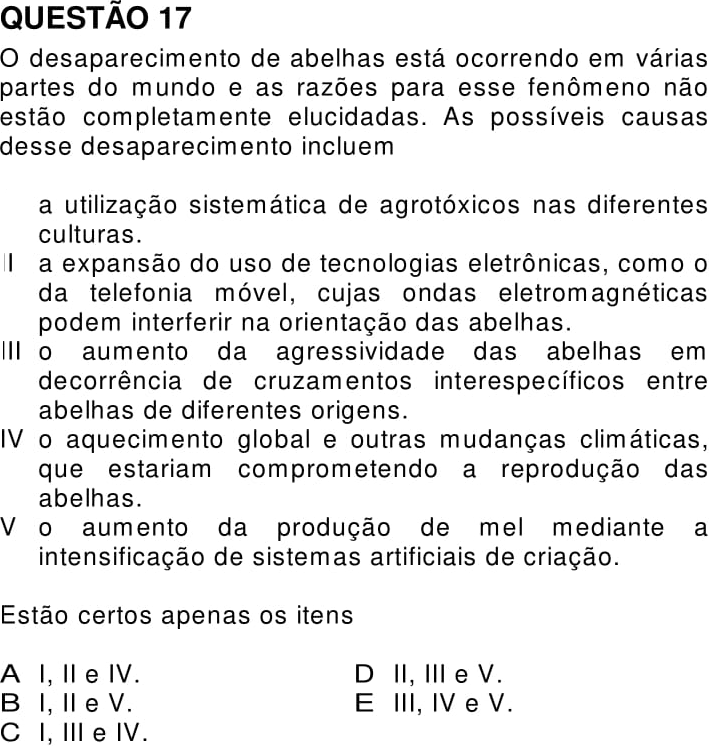 QUESTÃO 17
O desaparecimento de abelhas está ocorrendo em várias
partes do mundo e as razões para esse fenômeno não
estão completamente elucidadas. As possíveis causas
desse desaparecimento incluem
a utilização sistemática de agrotóxicos nas diferentes
culturas.
II a expansão do uso de tecnologias eletrônicas, como o
da telefonia móvel, cujas ondas eletromagnéticas
podem interferir na orientação das abelhas.
III o aumento da agressividade das abelhas em
decorrência de cruzamentos interespecíficos entre
abelhas de diferentes origens.
IV o aquecimento global e outras mudanças climáticas,
que estariam comprometendo a reprodução das
abelhas.
V o aumento da produção de mel mediante a
intensificação de sistemas artificiais de criação.
Estão certos apenas os itens
A I, II e IV.
B I, II e V.
C I, III e IV.
D II, III e V.
E III, IV e V.